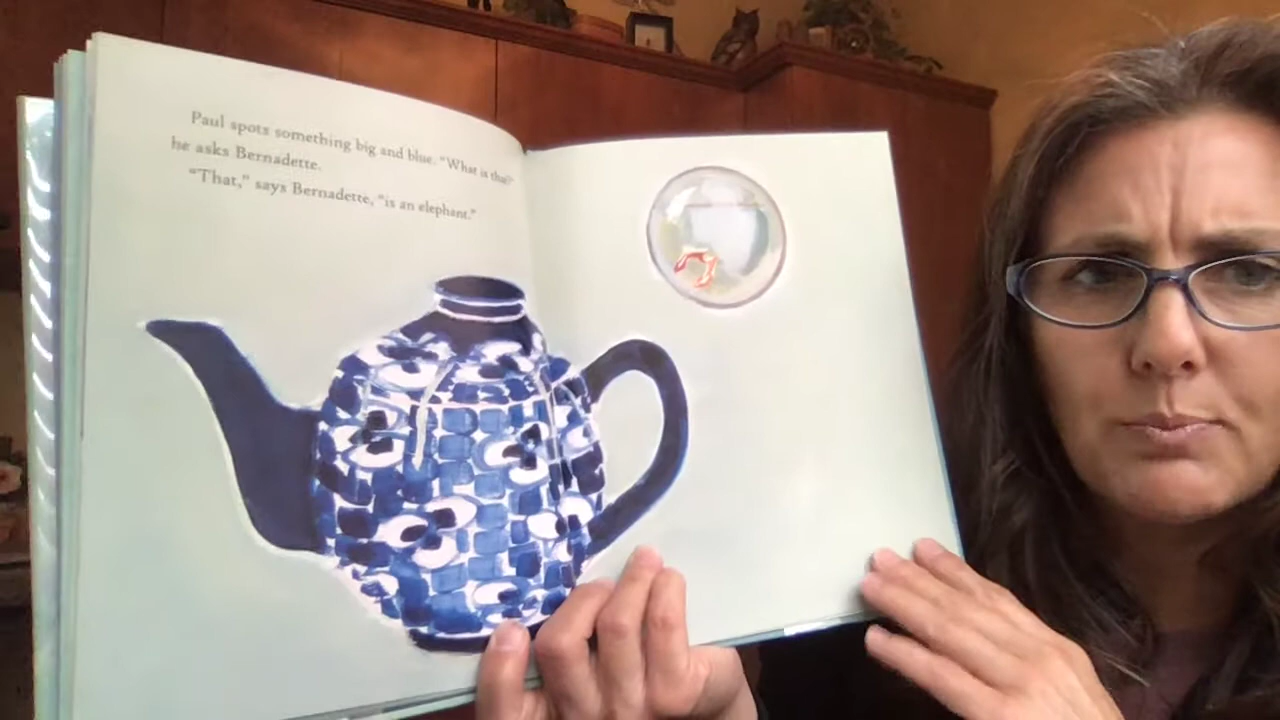 Paul spots something big and blue. "What is that?"
he asks Bernadette.
"That," says Bernadette, "is an elephant."